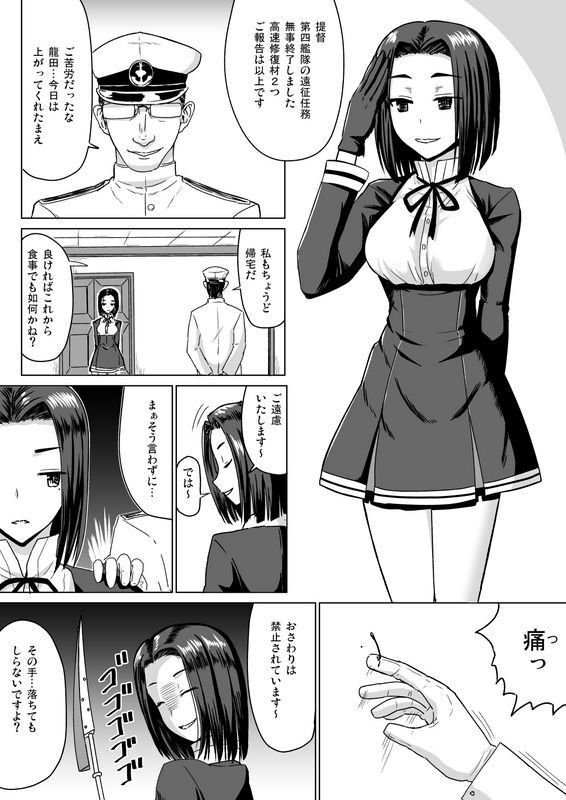 提督
第四艦隊の遠征任務
無事終了しました
高速修復材２つ
ご報告は以上です
ご苦労だったな
龍田…今日は
上がってくれたまえ
私もちょうど
帰宅だ
良ければこれから
食事でも如何かね？
ご遠慮
いたします～
では～
まぁそう言わずに…
痛っ
っ
おさわりは
禁止されています～
ゴゴゴゴ
その手…落ちても
しらないですよ？